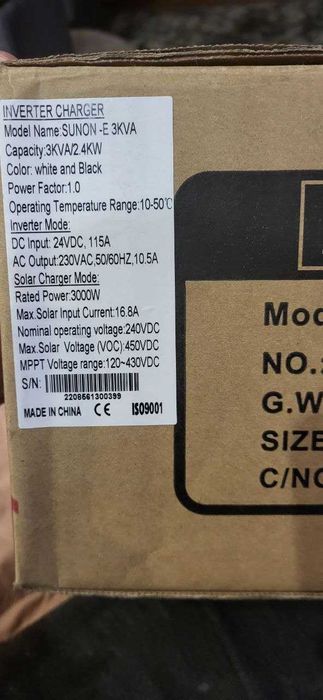 INVERTER CHARGER
Model Name:SUNON -E 3KVA
Capacity:3KVA/2.4KW
Color: white and Black
Power Factor:1.0
Operating Temperature Range:10-50℃
Inverter Mode:
DC Input: 24VDC, 115A
AC Output:230VAC,50/60HZ,10.5A
Solar Charger Mode:
Rated Power:3000W
Max.Solar Input Current:16.8A
Nominal operating voltage:240VDC
Max.Solar Voltage (VOC):450VDC
MPPT Voltage range:120~430VDC
S/N:
2208561300399
MADE IN CHINA CE ISO9001
Mod
NO.:
G.W
SIZE
C/NO